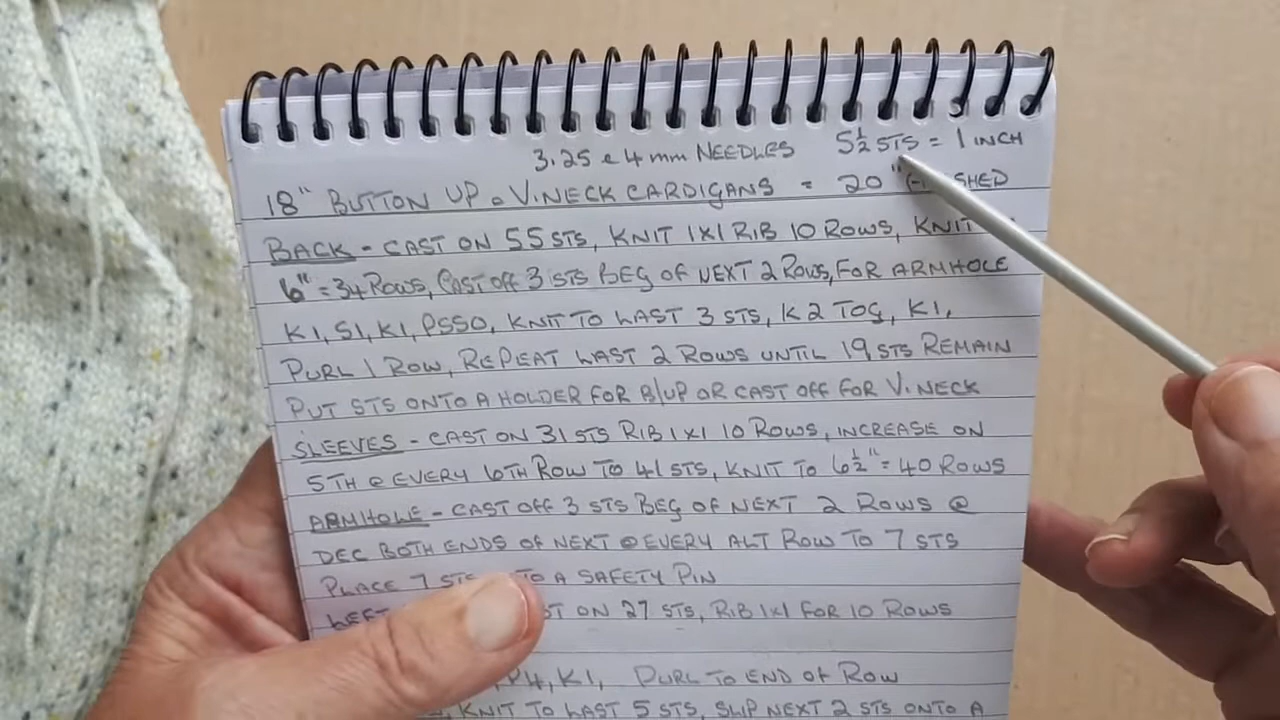 3.25 e 4 mm NEEDLES 5½ STS = 1 INCH
18" BUTTON UP @ V.NECK CARDIGANS = 20"
BACK - CAST ON 55 STS, KNIT 1X1 RIB 10 ROWS, KNIT
6" = 34 ROWS, CAST OFF 3 STS BEG OF NEXT 2 ROWS, FOR ARMHOLE
K1, S1, K1, PSSO, KNIT TO LAST 3 STS, K2 TOG, K1,
PURL 1 ROW, REPEAT LAST 2 ROWS UNTIL 19 STS REMAIN
PUT STS ONTO A HOLDER FOR B/UP OR CAST OFF FOR V.NECK
SLEEVES - CAST ON 31 STS RIB 1X1 10 ROWS, INCREASE ON
5TH @ EVERY 6TH ROW TO 41 STS, KNIT TO 6½" = 40 ROWS
ARMHOLE - CAST OFF 3 STS BEG OF NEXT 2 ROWS @
DEC BOTH ENDS OF NEXT @ EVERY ALT ROW TO 7 STS
PLACE 7 STS TO A SAFETY PIN
LEFT ON 27 STS, RIB 1X1 FOR 10 ROWS
P4, K1, PURL TO END OF ROW
KNIT TO LAST 5 STS, SLIP NEXT 2 STS ONTO A